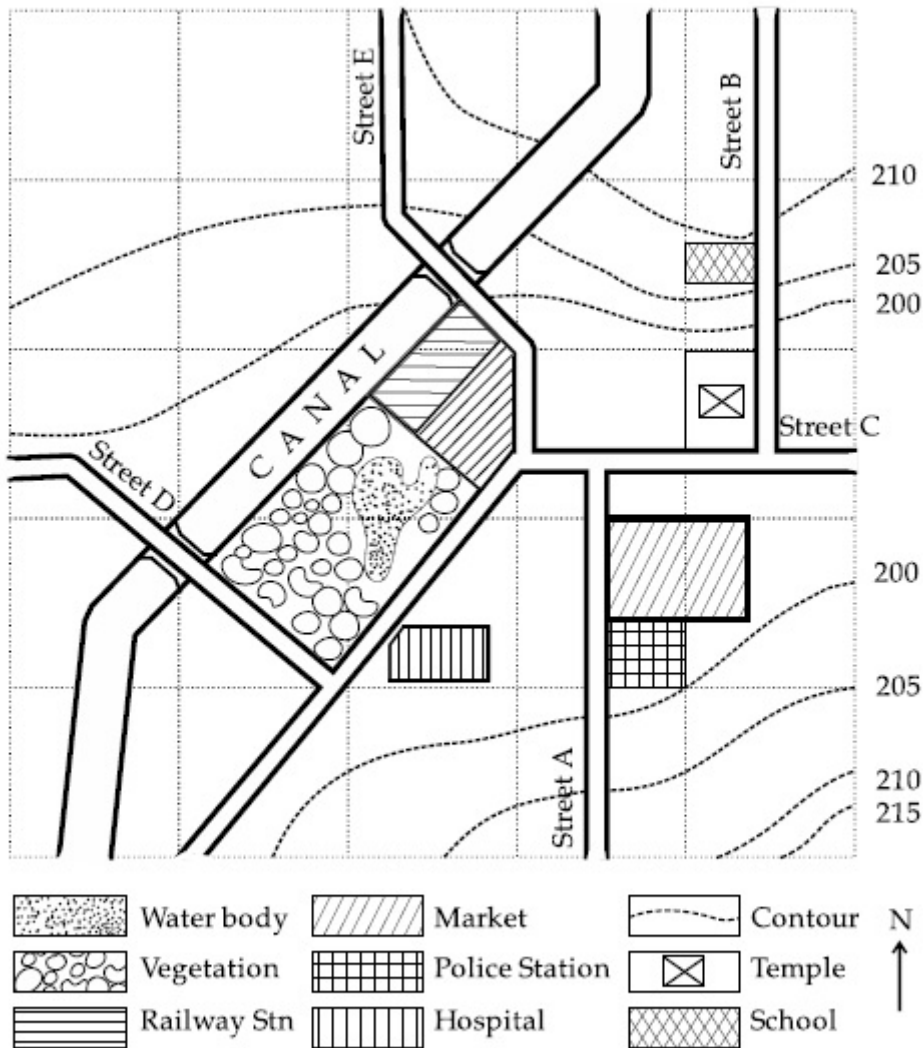 Street E
Street B
210
205
200
CANAL
Street C
Street D
200
205
Street A
210
215
Water body
Market
Contour
N
Vegetation
Police Station
Temple
Railway Stn
Hospital
School